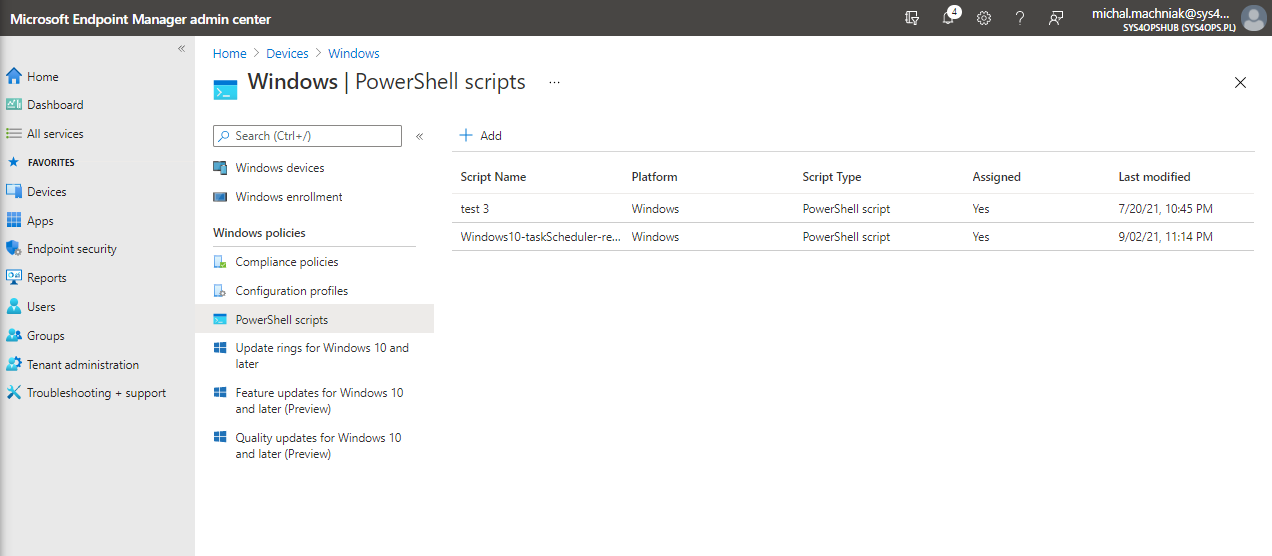 Microsoft Endpoint Manager admin center
4
michal.machniak@sys4...
SYS4OPSHUB (SYS4OPS.PL)
«
Home
Dashboard
All services
FAVORITES
Devices
Apps
Endpoint security
Reports
Users
Groups
Tenant administration
Troubleshooting + support
Home > Devices > Windows
Windows | PowerShell scripts ...
Search (Ctrl+/) «
Windows devices
Windows enrollment
Windows policies
Compliance policies
Configuration profiles
PowerShell scripts
Update rings for Windows 10 and
later
Feature updates for Windows 10
and later (Preview)
Quality updates for Windows 10
and later (Preview)
+ Add
Script Name Platform Script Type Assigned Last modified
test 3 Windows PowerShell script Yes 7/20/21, 10:45 PM
Windows10-taskScheduler-re... Windows PowerShell script Yes 9/02/21, 11:14 PM